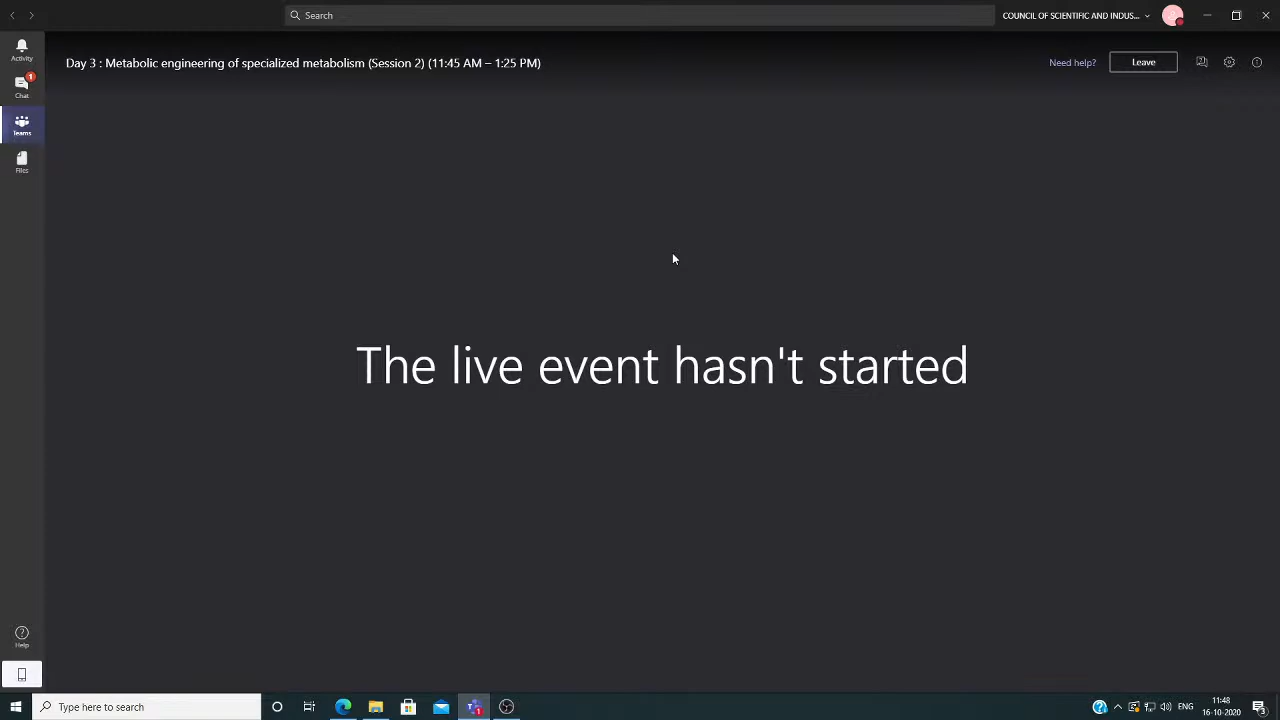 Search
COUNCIL OF SCIENTIFIC AND INDUS...
Activity
1
Chat
Teams
Files
Day 3 : Metabolic engineering of specialized metabolism (Session 2) (11:45 AM – 1:25 PM)
Need help?
Leave
The live event hasn't started
Help
Type here to search
ENG
11:48
16-10-2020